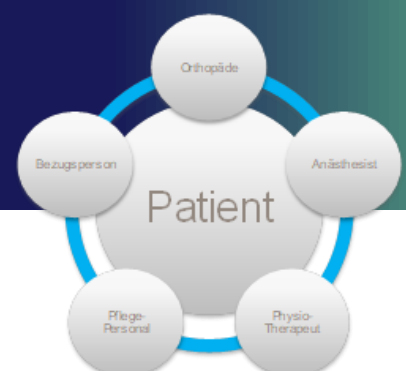 Orthopäde
Bezugsperson
Anästhesist
Patient
Pflege-
Personal
Physio-
Therapeut